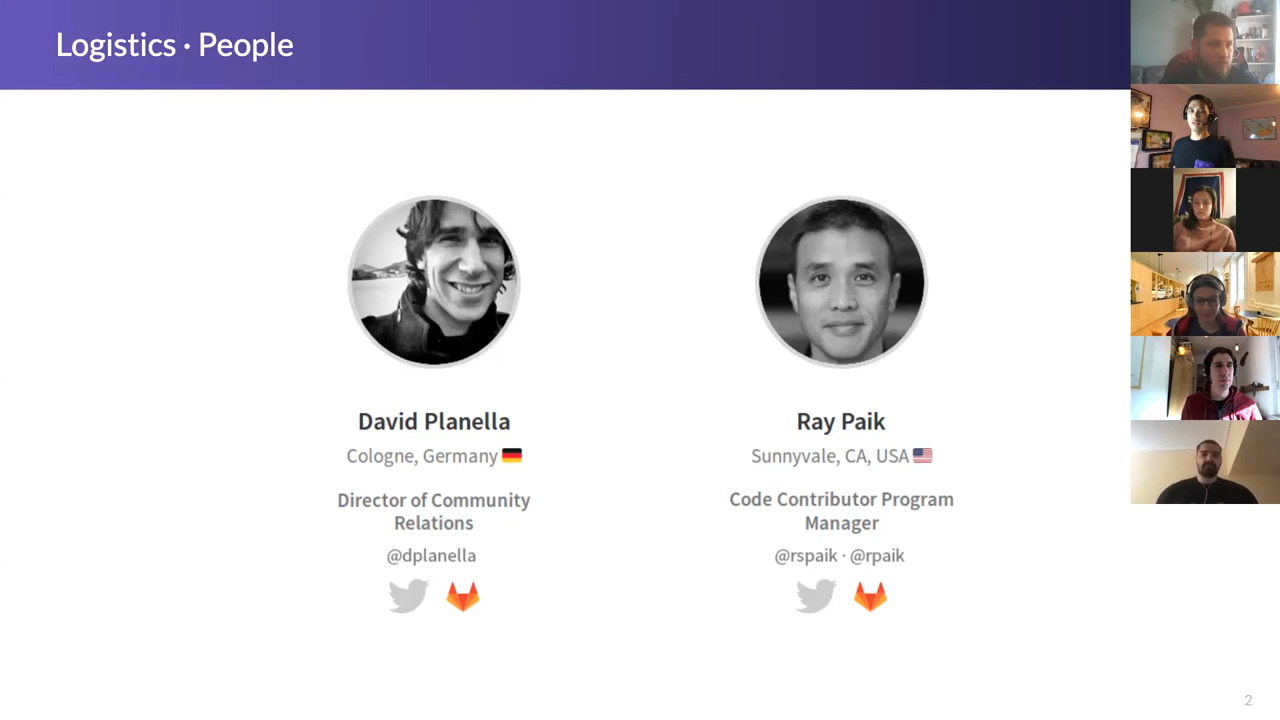 Logistics · People
David Planella
Cologne, Germany
Director of Community
Relations
@dplanella
Ray Paik
Sunnyvale, CA, USA
Code Contributor Program
Manager
@rspaik · @rpaik
2